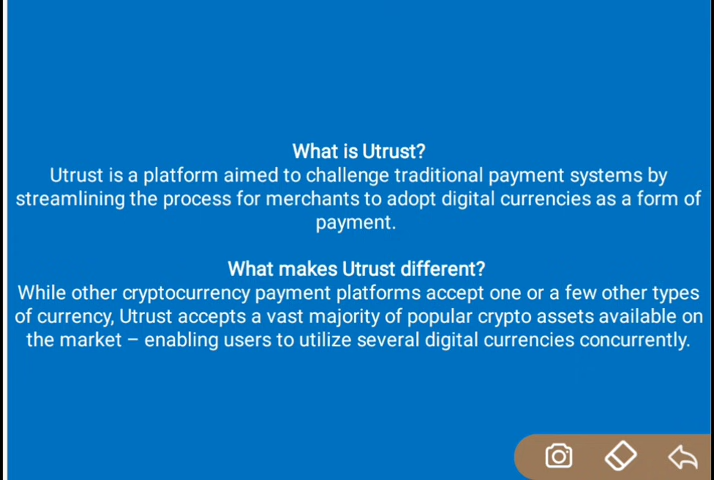 What is Utrust?
Utrust is a platform aimed to challenge traditional payment systems by
streamlining the process for merchants to adopt digital currencies as a form of
payment.
What makes Utrust different?
While other cryptocurrency payment platforms accept one or a few other types
of currency, Utrust accepts a vast majority of popular crypto assets available on
the market – enabling users to utilize several digital currencies concurrently.